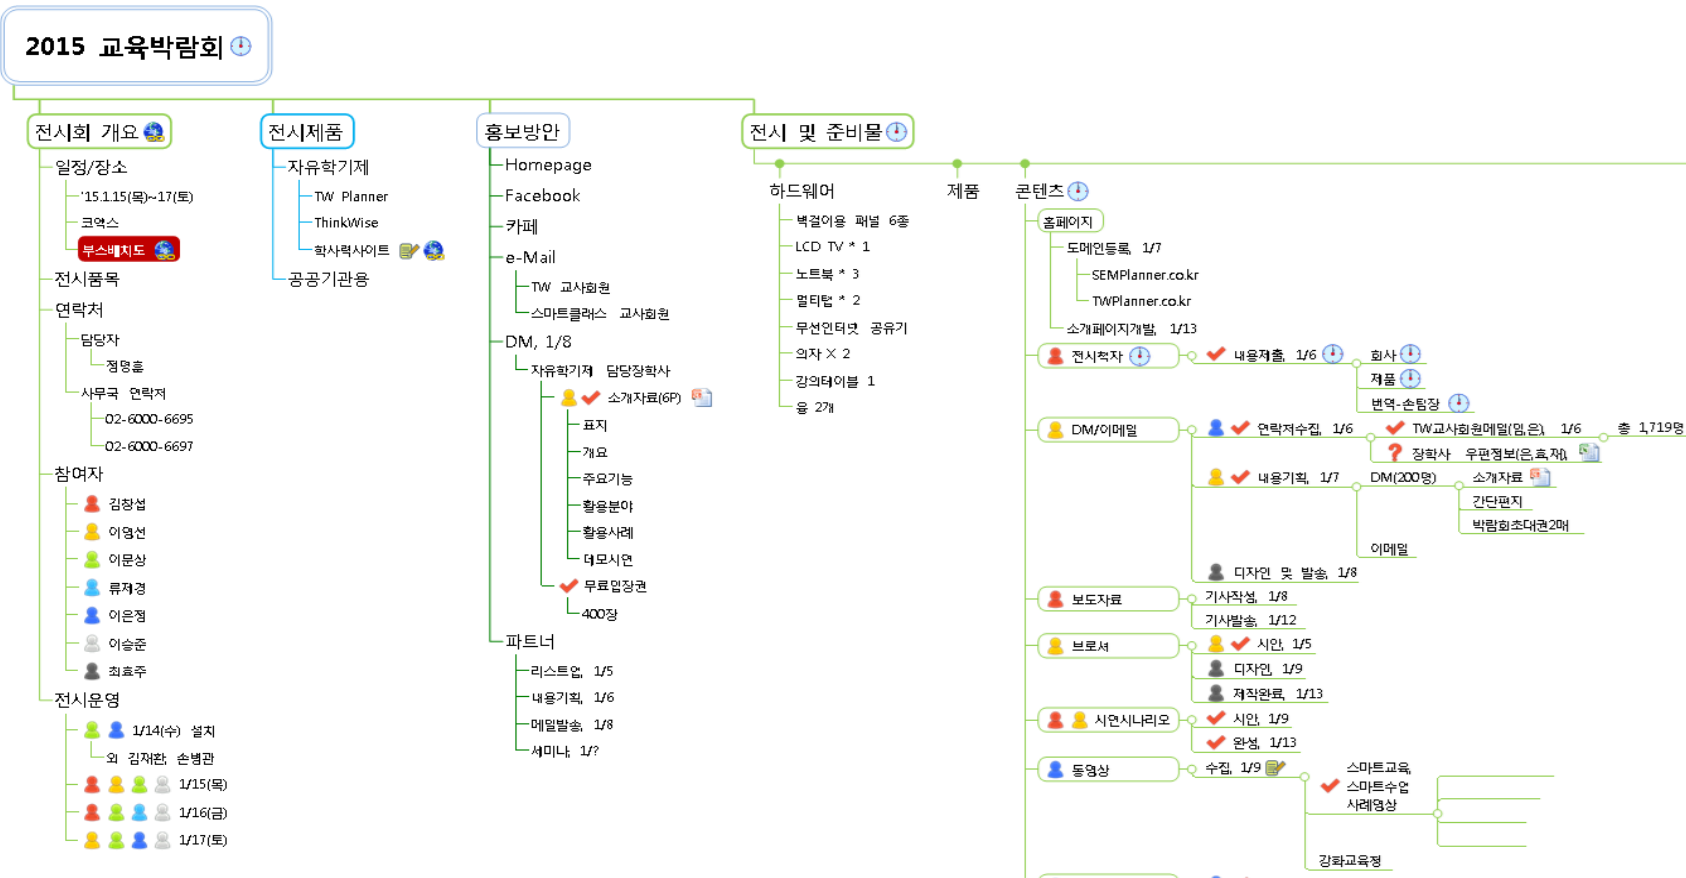 2015 교육박람회
전시회 개요
일정/장소
'15.1.15(목)~17(토)
코엑스
부스배치도
전시품목
연락처
담당자
정명훈
사무국 연락처
02-6000-6695
02-6000-6697
참여자
김창섭
이영선
이문상
류재경
이은정
이승준
최효주
전시운영
1/14(수) 설치
외 김재환, 손병관
1/15(목)
1/16(금)
1/17(토)
전시제품
자유학기제
TW Planner
ThinkWise
학사력사이트
공공기관용
홍보방안
Homepage
Facebook
카페
e-Mail
TW 교사회원
스마트클래스 교사회원
DM, 1/8
자유학기제 담당장학사
소개자료(6P)
표지
개요
주요기능
활용분야
활용사례
데모시연
무료입장권
400장
파트너
리스트업, 1/5
내용기획, 1/6
메일발송, 1/8
세미나, 1/?
전시 및 준비물
하드웨어
벽걸이용 패널 6종
LCD TV * 1
노트북 * 3
멀티탭 * 2
무선인터넷 공유기
의자 X 2
강의테이블 1
융 2개
제품
콘텐츠
홈페이지
도메인등록, 1/7
SEMPlanner.co.kr
TWPlanner.co.kr
소개페이지개발, 1/13
전시책자
내용제출, 1/6
회사
제품
번역-손팀장
DM/이메일
연락처수집, 1/6
TW교사회원메일(임,은), 1/6
총 1,719명
장학사 우편정보(은,효,재),
내용기획, 1/7
DM(200명)
소개자료
간단편지
박람회초대권2매
이메일
디자인 및 발송, 1/8
보도자료
기사작성, 1/8
기사발송, 1/12
브로셔
시안, 1/5
디자인, 1/9
제작완료, 1/13
시연시나리오
시안, 1/9
완성, 1/13
동영상
수집, 1/9
스마트교육,
스마트수업
사례영상
강화교육청